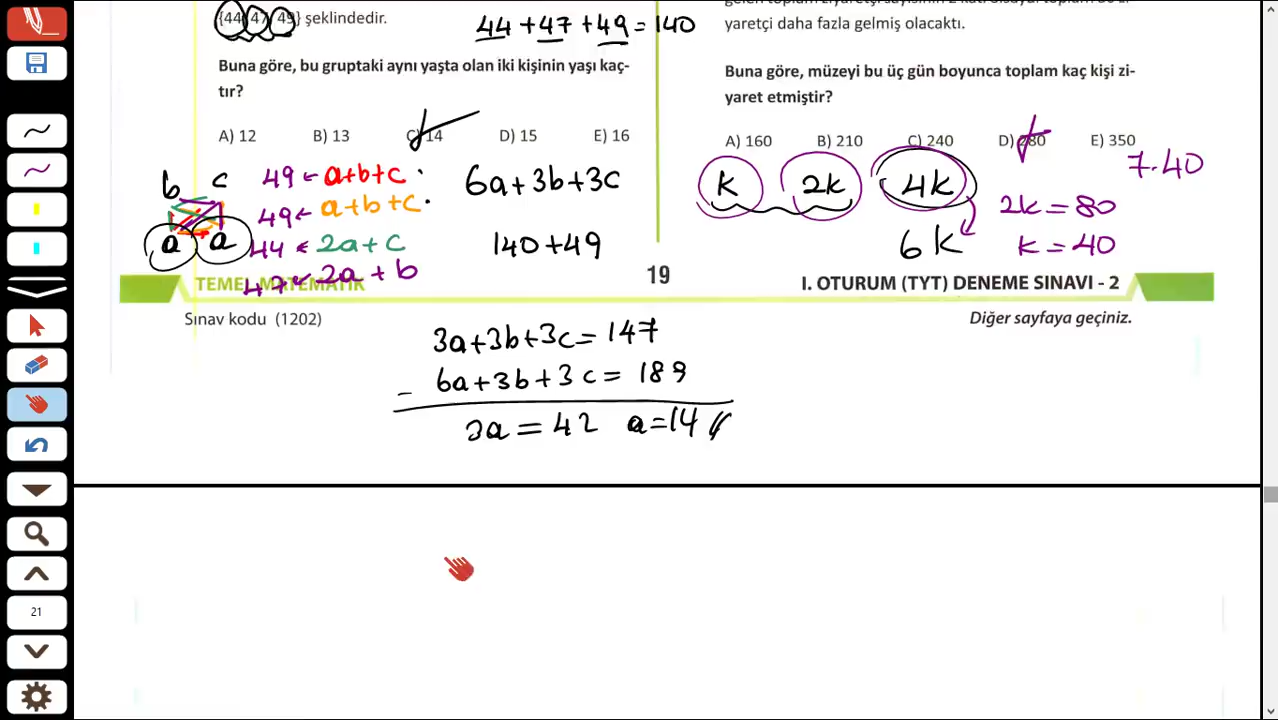 {44, 47, 49} şeklindedir.
44 + 47 + 49 = 140
Buna göre, bu gruptaki aynı yaşta olan iki kişinin yaşı kaç-
tır?
A) 12 B) 13 C) 14 D) 15 E) 16
b c
a a
49 ← a+b+c
49 ← a+b+c
44 ← 2a+c
47 ← 2a+b
6a+3b+3c
140+49
yaretçi daha fazla gelmiş olacaktı.
Buna göre, müzeyi bu üç gün boyunca toplam kaç kişi zi-
yaret etmiştir?
A) 160 B) 210 C) 240 D) 280 E) 350
7.40
k 2k 4k
6k
2k = 80
k = 40
TEMEL MATEMATİK
19
I. OTURUM (TYT) DENEME SINAVI - 2
Sınav kodu (1202)
Diğer sayfaya geçiniz.
3a+3b+3c = 147
6a+3b+3c = 189
-
3a = 42 a=14
21